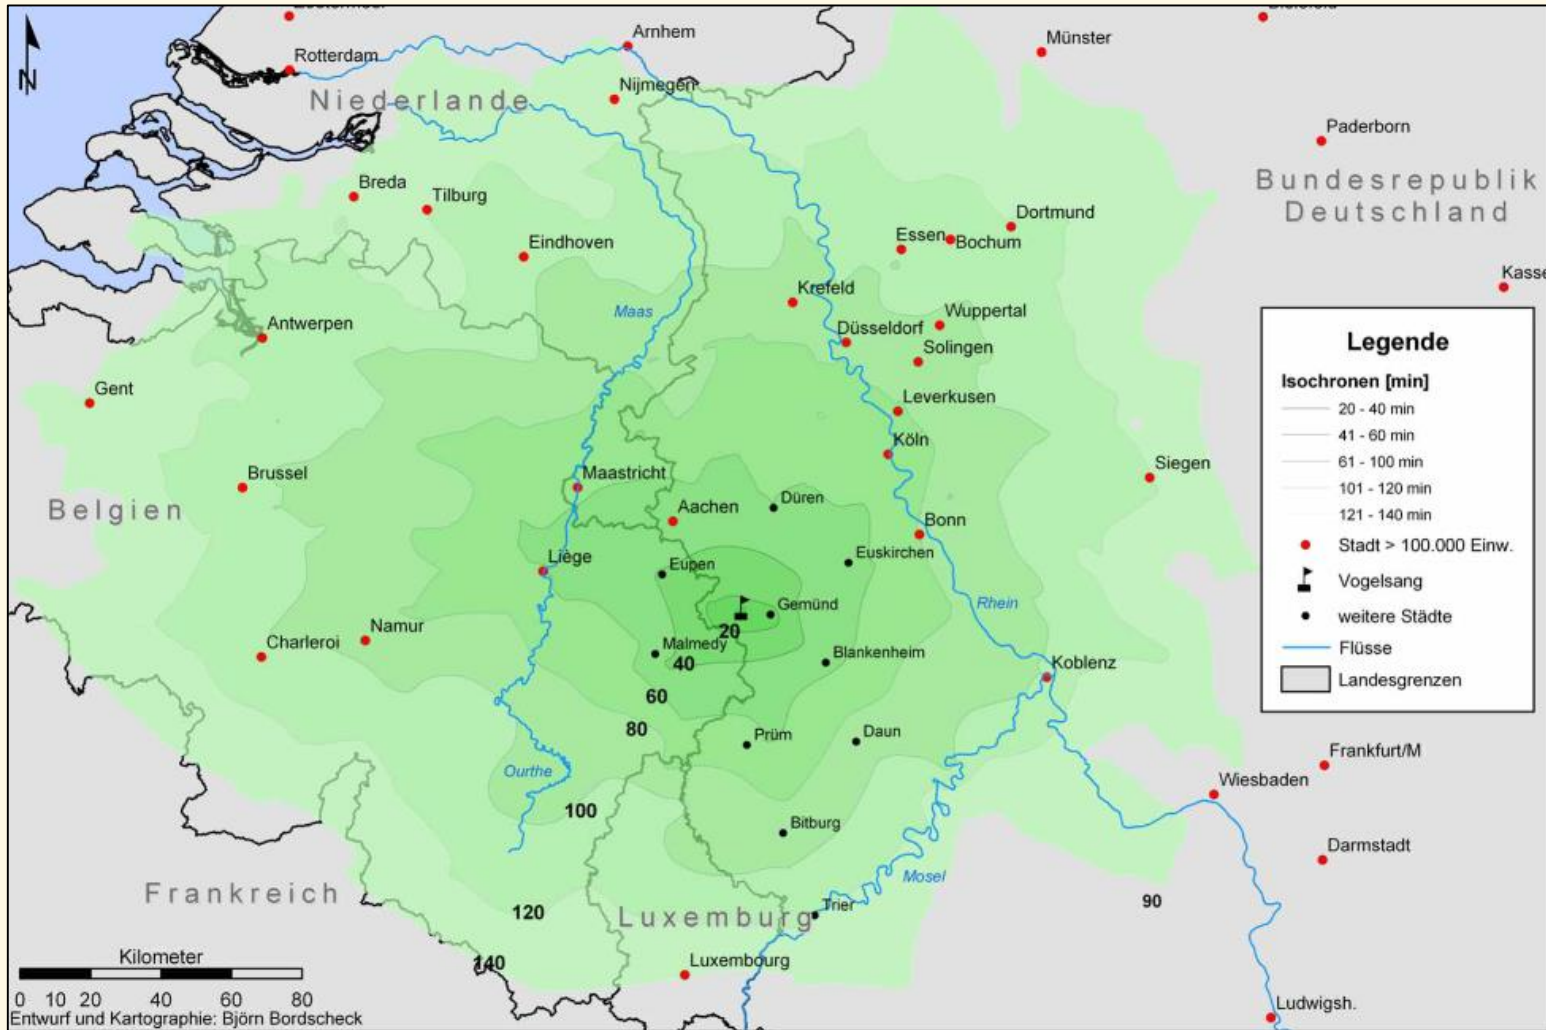 Arnhem
Münster
Rotterdam
Nijmegen
Niederlande
Paderborn
Bundesrepublik
Deutschland
Breda
Tilburg
Dortmund
Essen
Bochum
Eindhoven
Kasse
Krefeld
Maas
Wuppertal
Antwerpen
Düsseldorf
Solingen
Gent
Leverkusen
Köln
Siegen
Brussel
Maastricht
Belgien
Aachen
Düren
Bonn
Liège
Eupen
Euskirchen
Rhein
Gemünd
20
Namur
Charleroi
Malmedy
40
Blankenheim
Koblenz
60
80
Prüm
Daun
Frankfurt/M
Ourthe
Wiesbaden
100
Bitburg
Darmstadt
Mosel
Frankreich
90
120
Luxemburg
Trier
140
Luxembourg
Ludwigsh.
N
Legende
Isochronen [min]
20 - 40 min
41 - 60 min
61 - 100 min
101 - 120 min
121 - 140 min
Stadt > 100.000 Einw.
Vogelsang
weitere Städte
Flüsse
Landesgrenzen
Kilometer
0 10 20 40 60 80
Entwurf und Kartographie: Björn Bordscheck